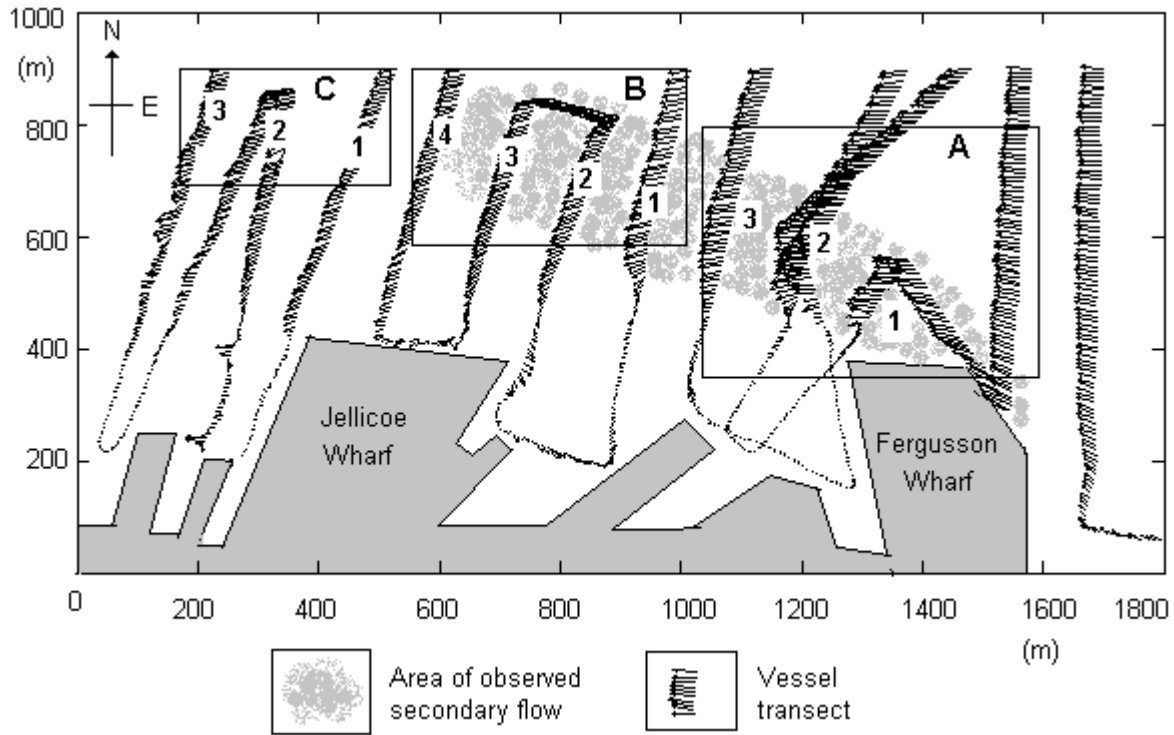 1000
(m)
N
E
800
600
400
200
0
C
3
2
1
B
4
3
2
1
A
3
2
1
Jellicoe
Wharf
Fergusson
Wharf
0
200
400
600
800
1000
1200
1400
1600
1800
(m)
Area of observed
secondary flow
Vessel
transect